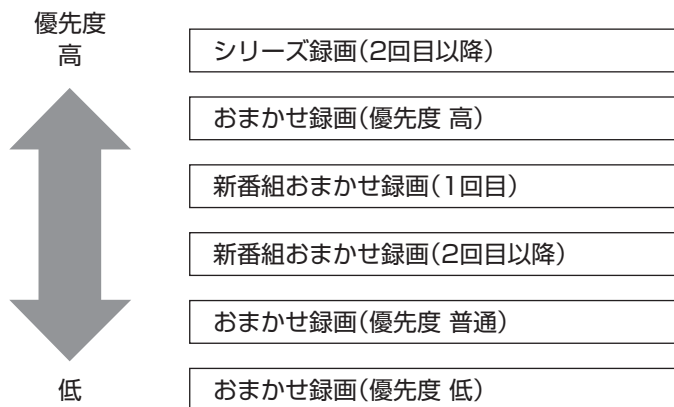 優先度
高
シリーズ録画(2回目以降)
おまかせ録画(優先度 高)
新番組おまかせ録画(1回目)
新番組おまかせ録画(2回目以降)
おまかせ録画(優先度 普通)
低
おまかせ録画(優先度 低)